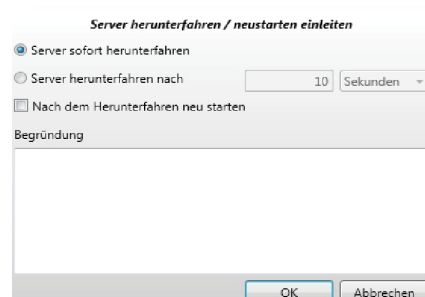 Server herunterfahren / neustarten einleiten
Server sofort herunterfahren
Server herunterfahren nach 10 Sekunden
Nach dem Herunterfahren neu starten
Begründung
OK Abbrechen